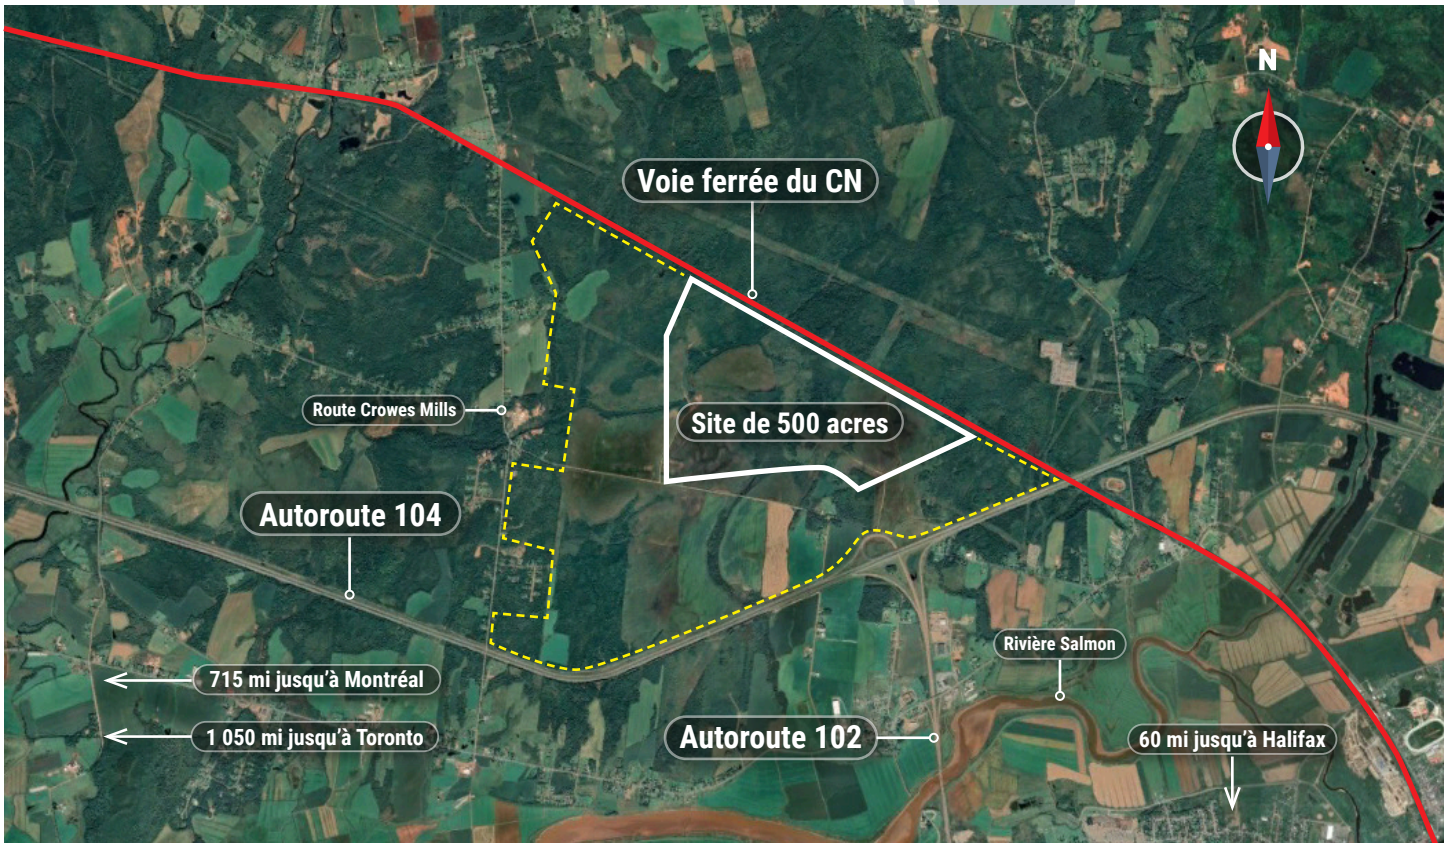 N
Voie ferrée du CN
Route Crowes Mills
Site de 500 acres
Autoroute 104
Rivière Salmon
715 mi jusqu'à Montréal
1 050 mi jusqu'à Toronto
Autoroute 102
60 mi jusqu'à Halifax